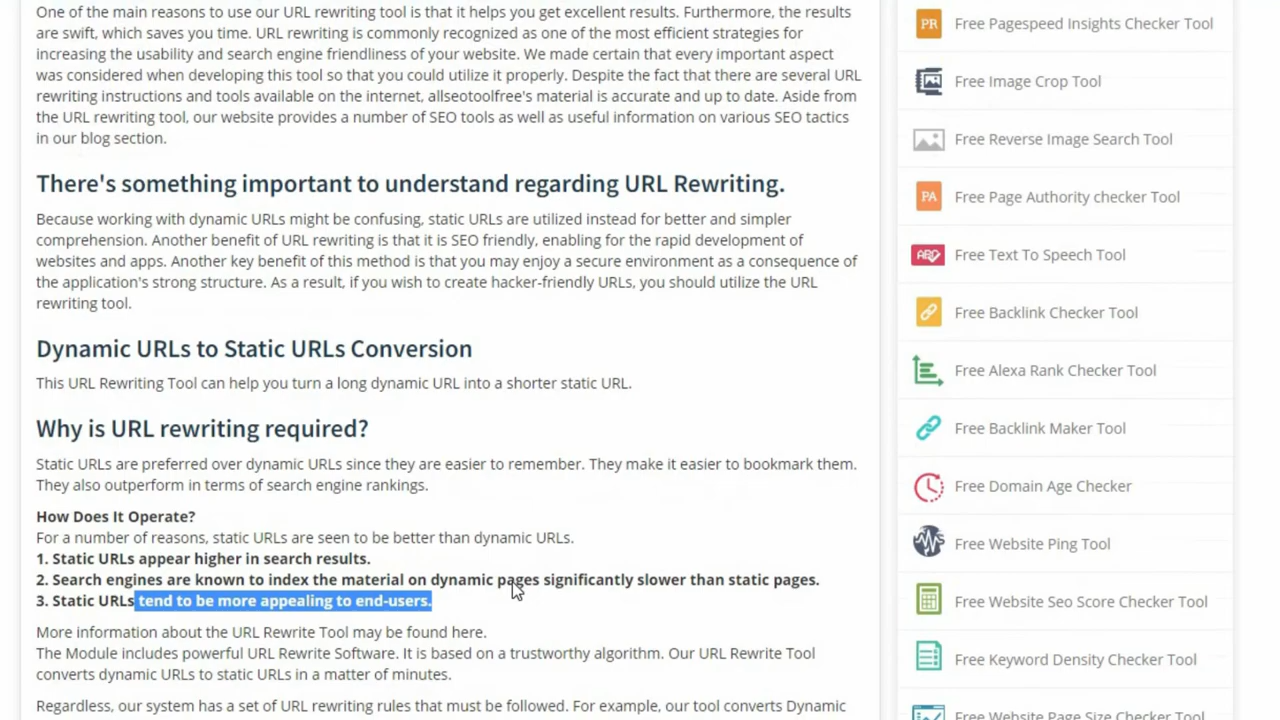 One of the main reasons to use our URL rewriting tool is that it helps you get excellent results. Furthermore, the results
are swift, which saves you time. URL rewriting is commonly recognized as one of the most efficient strategies for
increasing the usability and search engine friendliness of your website. We made certain that every important aspect
was considered when developing this tool so that you could utilize it properly. Despite the fact that there are several URL
rewriting instructions and tools available on the internet, allseotoolfree's material is accurate and up to date. Aside from
the URL rewriting tool, our website provides a number of SEO tools as well as useful information on various SEO tactics
in our blog section.
There's something important to understand regarding URL Rewriting.
Because working with dynamic URLs might be confusing, static URLs are utilized instead for better and simpler
comprehension. Another benefit of URL rewriting is that it is SEO friendly, enabling for the rapid development of
websites and apps. Another key benefit of this method is that you may enjoy a secure environment as a consequence of
the application's strong structure. As a result, if you wish to create hacker-friendly URLs, you should utilize the URL
rewriting tool.
Dynamic URLs to Static URLs Conversion
This URL Rewriting Tool can help you turn a long dynamic URL into a shorter static URL.
Why is URL rewriting required?
Static URLs are preferred over dynamic URLs since they are easier to remember. They make it easier to bookmark them.
They also outperform in terms of search engine rankings.
How Does It Operate?
For a number of reasons, static URLs are seen to be better than dynamic URLs.
1. Static URLs appear higher in search results.
2. Search engines are known to index the material on dynamic pages significantly slower than static pages.
3. Static URLs tend to be more appealing to end-users.
More information about the URL Rewrite Tool may be found here.
The Module includes powerful URL Rewrite Software. It is based on a trustworthy algorithm. Our URL Rewrite Tool
converts dynamic URLs to static URLs in a matter of minutes.
Regardless, our system has a set of URL rewriting rules that must be followed. For example, our tool converts Dynamic
PR Free Pagespeed Insights Checker Tool
Free Image Crop Tool
Free Reverse Image Search Tool
PA Free Page Authority checker Tool
ABC Free Text To Speech Tool
Free Backlink Checker Tool
Free Alexa Rank Checker Tool
Free Backlink Maker Tool
Free Domain Age Checker
Free Website Ping Tool
Free Website Seo Score Checker Tool
Free Keyword Density Checker Tool
Free Website Page Size Checker Tool